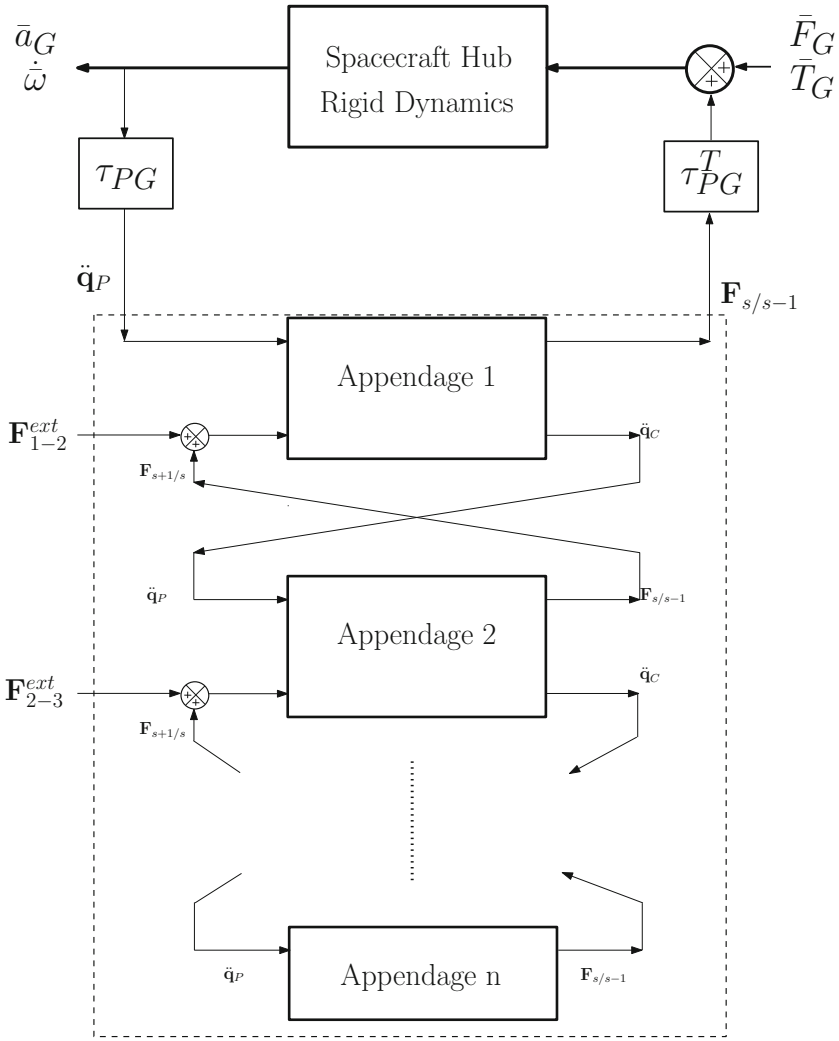 ā_G
ω̄̇
Spacecraft Hub
Rigid Dynamics
+
+
F̄_G
T̄_G
τ_PG
τ^T_PG
q̈_P
F_s/s−1
Appendage 1
F^ext_1−2
+
+
q̈_C
F_s+1/s
q̈_P
F_s/s−1
Appendage 2
F^ext_2−3
+
+
q̈_C
F_s+1/s
q̈_P
Appendage n
F_s/s−1